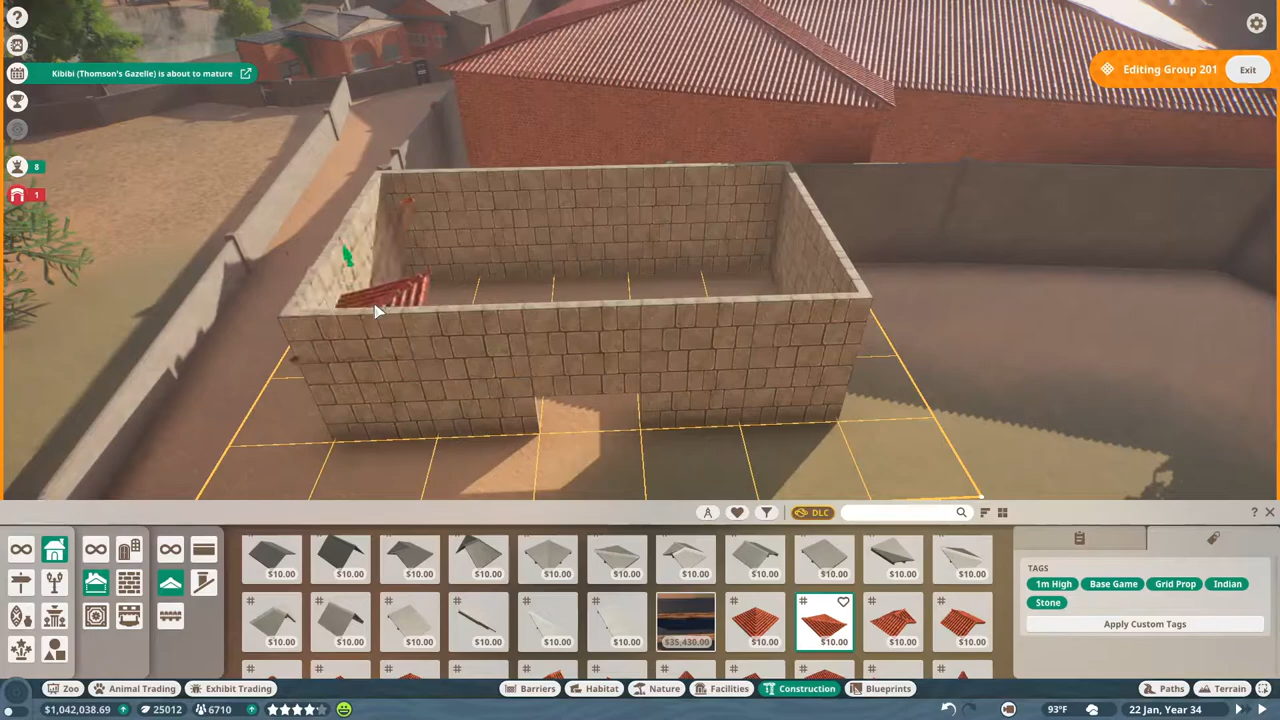 ?
Kibibi (Thomson's Gazelle) is about to mature
Editing Group 201
Exit
8
1
DLC
? ×
$10.00 $10.00 $10.00 $10.00 $10.00 $10.00 $10.00 $10.00 $10.00 $10.00 $10.00
$10.00 $10.00 $10.00 $10.00 $10.00 $10.00 $35,430.00 $10.00 $10.00 $10.00 $10.00
TAGS
1m High Base Game Grid Prop Indian
Stone
Apply Custom Tags
Zoo Animal Trading Exhibit Trading Barriers Habitat Nature Facilities Construction Blueprints Paths Terrain
$1,042,038.69 25012 6710 93°F 22 Jan, Year 34